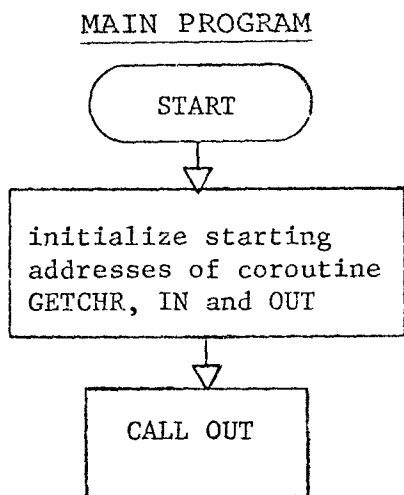 MAIN PROGRAM
START
initialize starting
addresses of coroutine
GETCHR, IN and OUT
CALL OUT